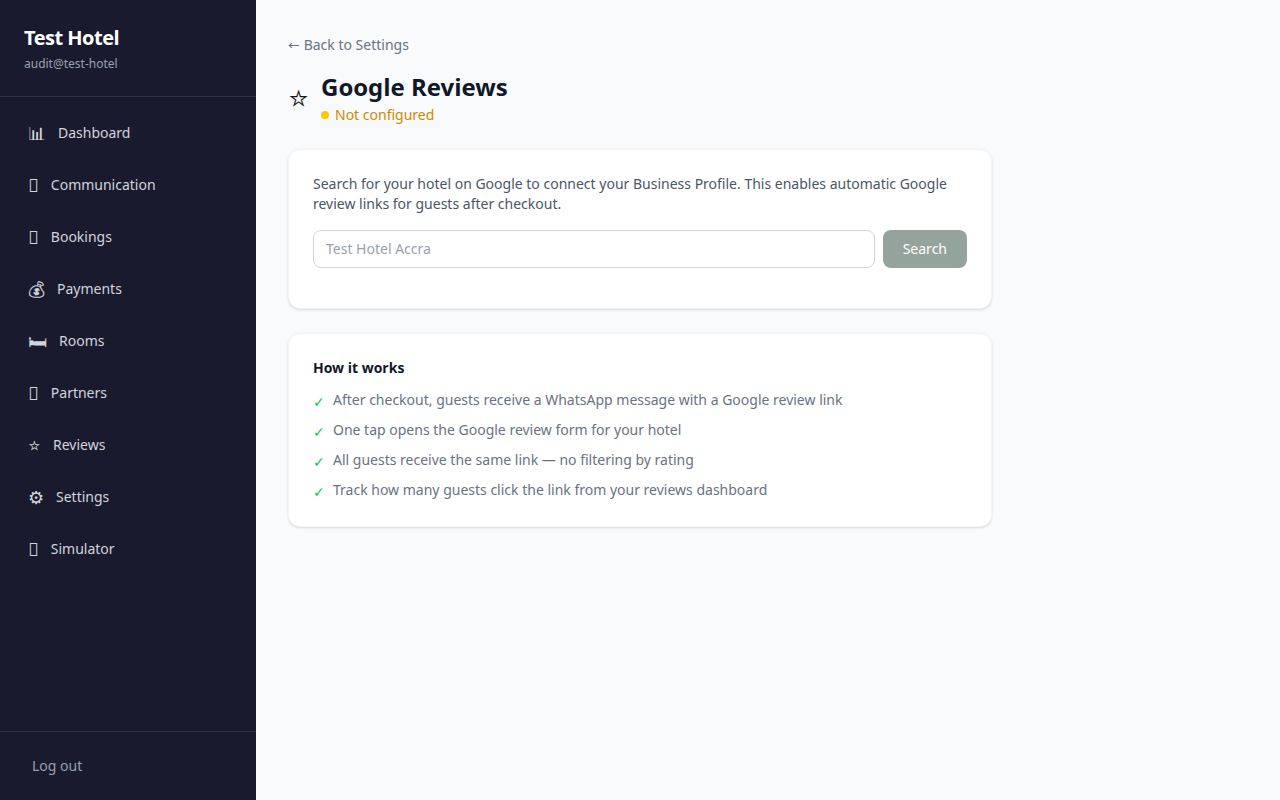 Test Hotel
audit@test-hotel
Dashboard
Communication
Bookings
Payments
Rooms
Partners
Reviews
Settings
Simulator
Log out
← Back to Settings
Google Reviews
Not configured
Search for your hotel on Google to connect your Business Profile. This enables automatic Google
review links for guests after checkout.
Test Hotel Accra
Search
How it works
✓ After checkout, guests receive a WhatsApp message with a Google review link
✓ One tap opens the Google review form for your hotel
✓ All guests receive the same link — no filtering by rating
✓ Track how many guests click the link from your reviews dashboard